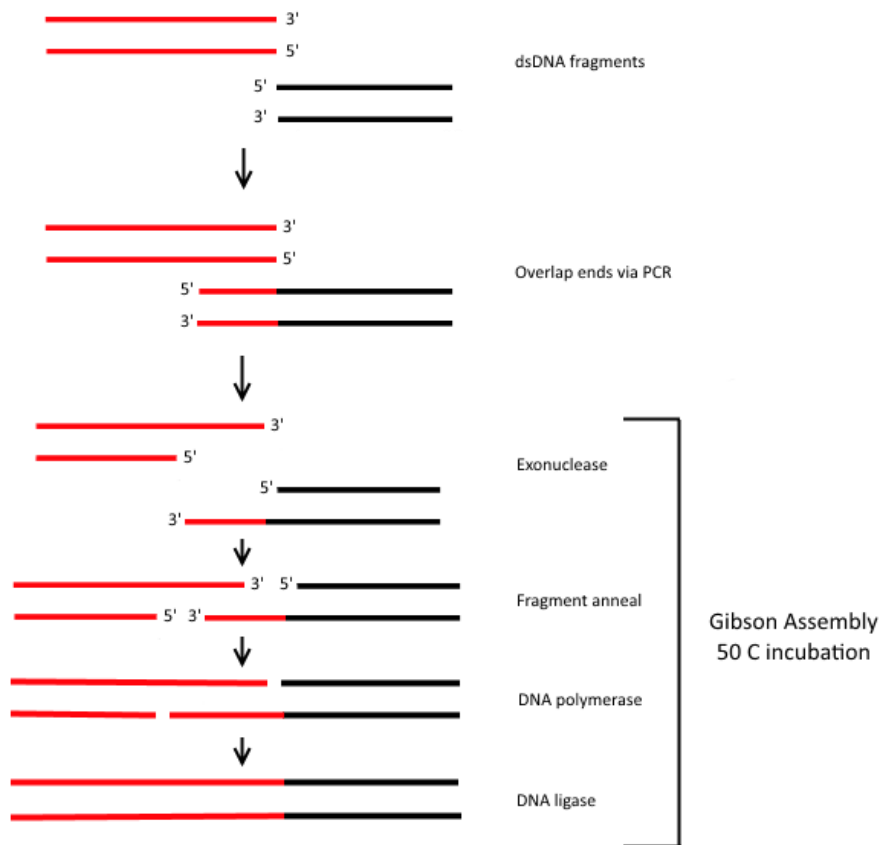 3'
5'
dsDNA fragments
5'
3'
3'
5'
Overlap ends via PCR
5'
3'
3'
5'
Exonuclease
5'
3'
3' 5'
Fragment anneal
5' 3'
Gibson Assembly
50 C incubation
DNA polymerase
DNA ligase